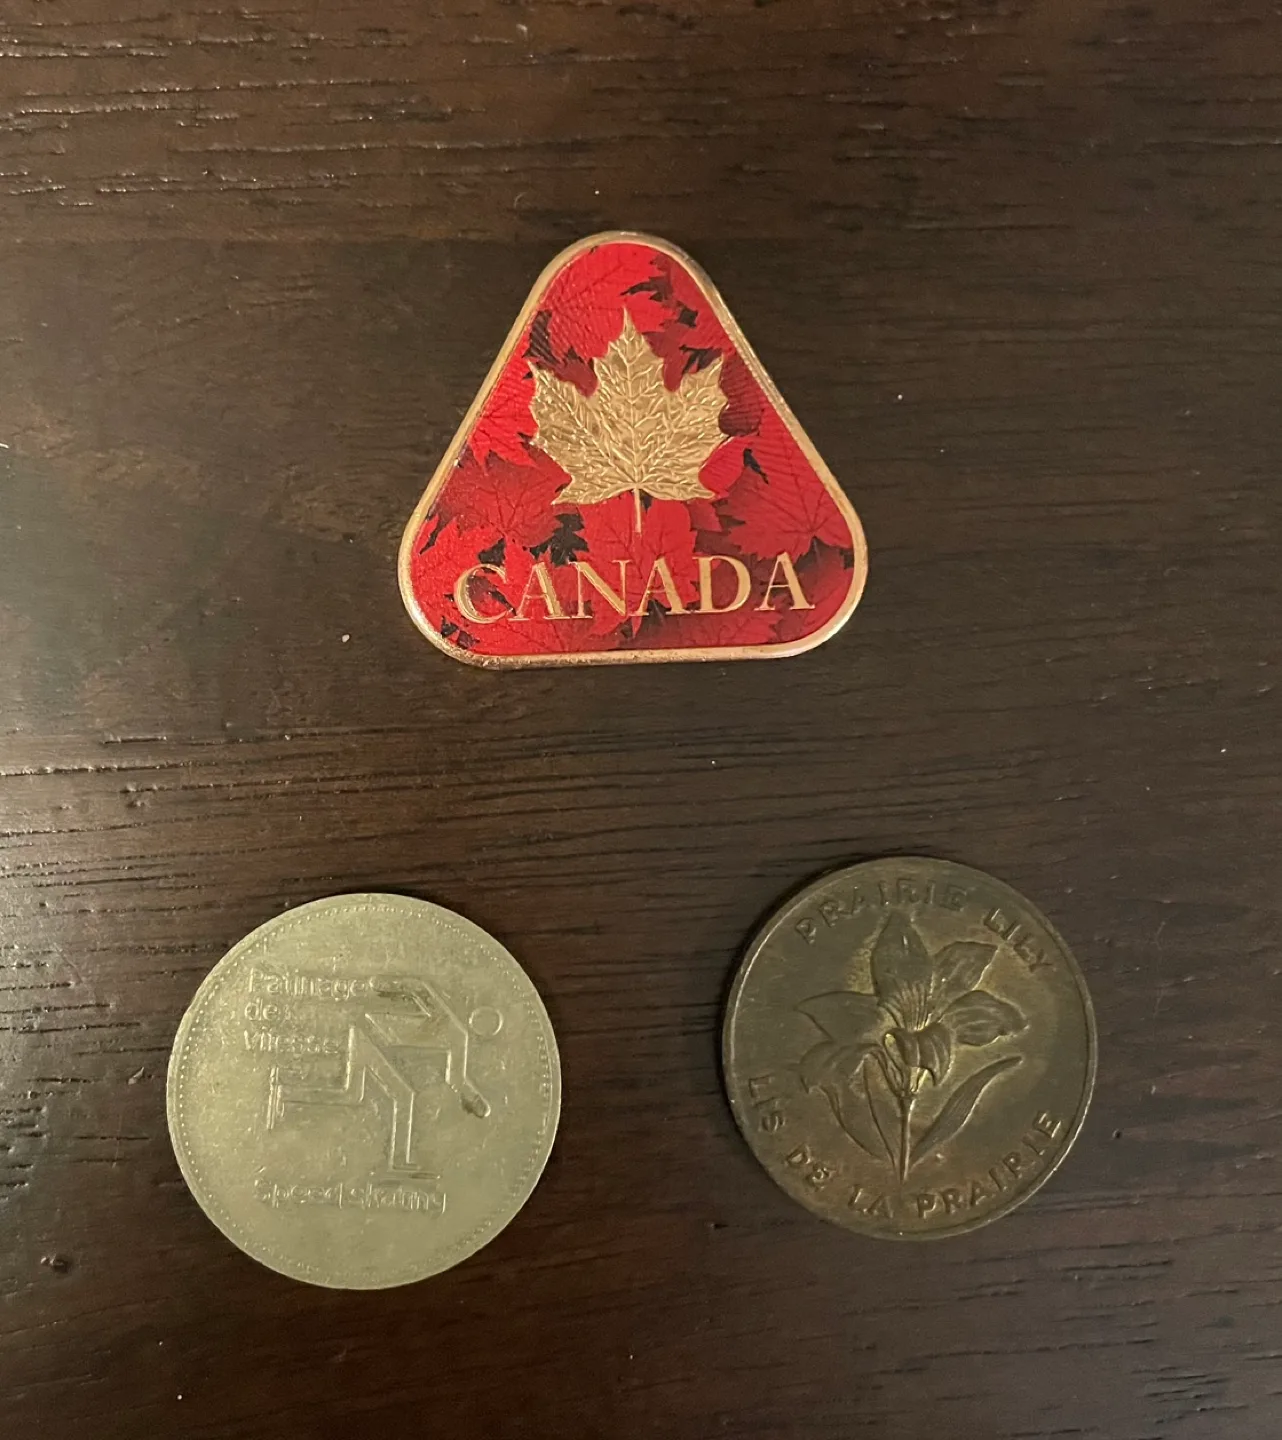 CANADA
Patinage
de
Vitesse
Speed skating
PRAIRIE LILY
LIS DE LA PRAIRIE